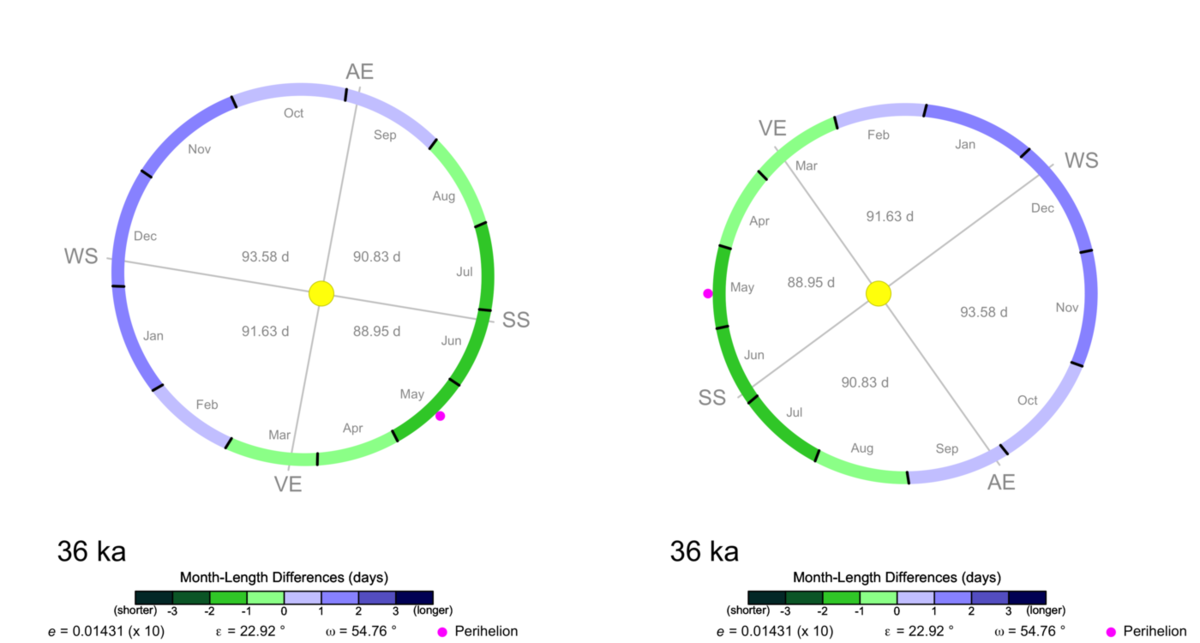 AE
Oct
Sep
Nov
Aug
Dec
WS
93.58 d
90.83 d
Jul
SS
91.63 d
88.95 d
Jan
Jun
Feb
May
Mar
Apr
VE
36 ka
Month-Length Differences (days)
(shorter) -3 -2 -1 0 1 2 3 (longer)
e = 0.01431 (x 10) ε = 22.92 ° ω = 54.76 ° Perihelion
VE
Feb
Jan
WS
Mar
Dec
Apr
91.63 d
May
88.95 d
Nov
93.58 d
Jun
SS
90.83 d
Jul
Oct
Aug
Sep
AE
36 ka
Month-Length Differences (days)
(shorter) -3 -2 -1 0 1 2 3 (longer)
e = 0.01431 (x 10) ε = 22.92 ° ω = 54.76 ° Perihelion